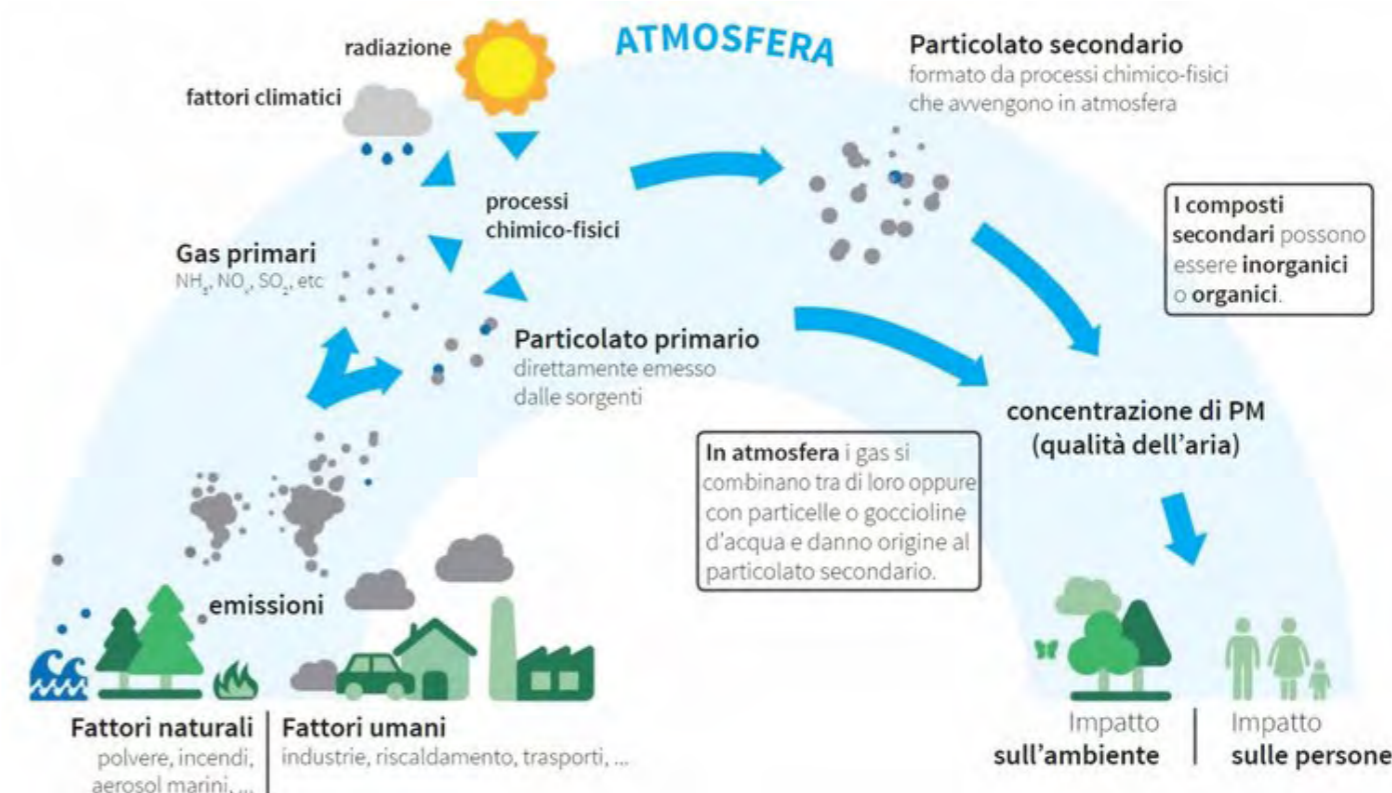 ATMOSFERA
radiazione
fattori climatici
Particolato secondario
formato da processi chimico-fisici
che avvengono in atmosfera
processi
chimico-fisici
I composti
secondari possono
essere inorganici
o organici.
Gas primari
NH₃, NOₓ, SO₂, etc
Particolato primario
direttamente emesso
dalle sorgenti
concentrazione di PM
(qualità dell'aria)
In atmosfera i gas si
combinano tra di loro oppure
con particelle o goccioline
d'acqua e danno origine al
particolato secondario.
emissioni
Fattori naturali
polvere, incendi,
aerosol marini, ...
Fattori umani
industrie, riscaldamento, trasporti, ...
Impatto
sull'ambiente
Impatto
sulle persone